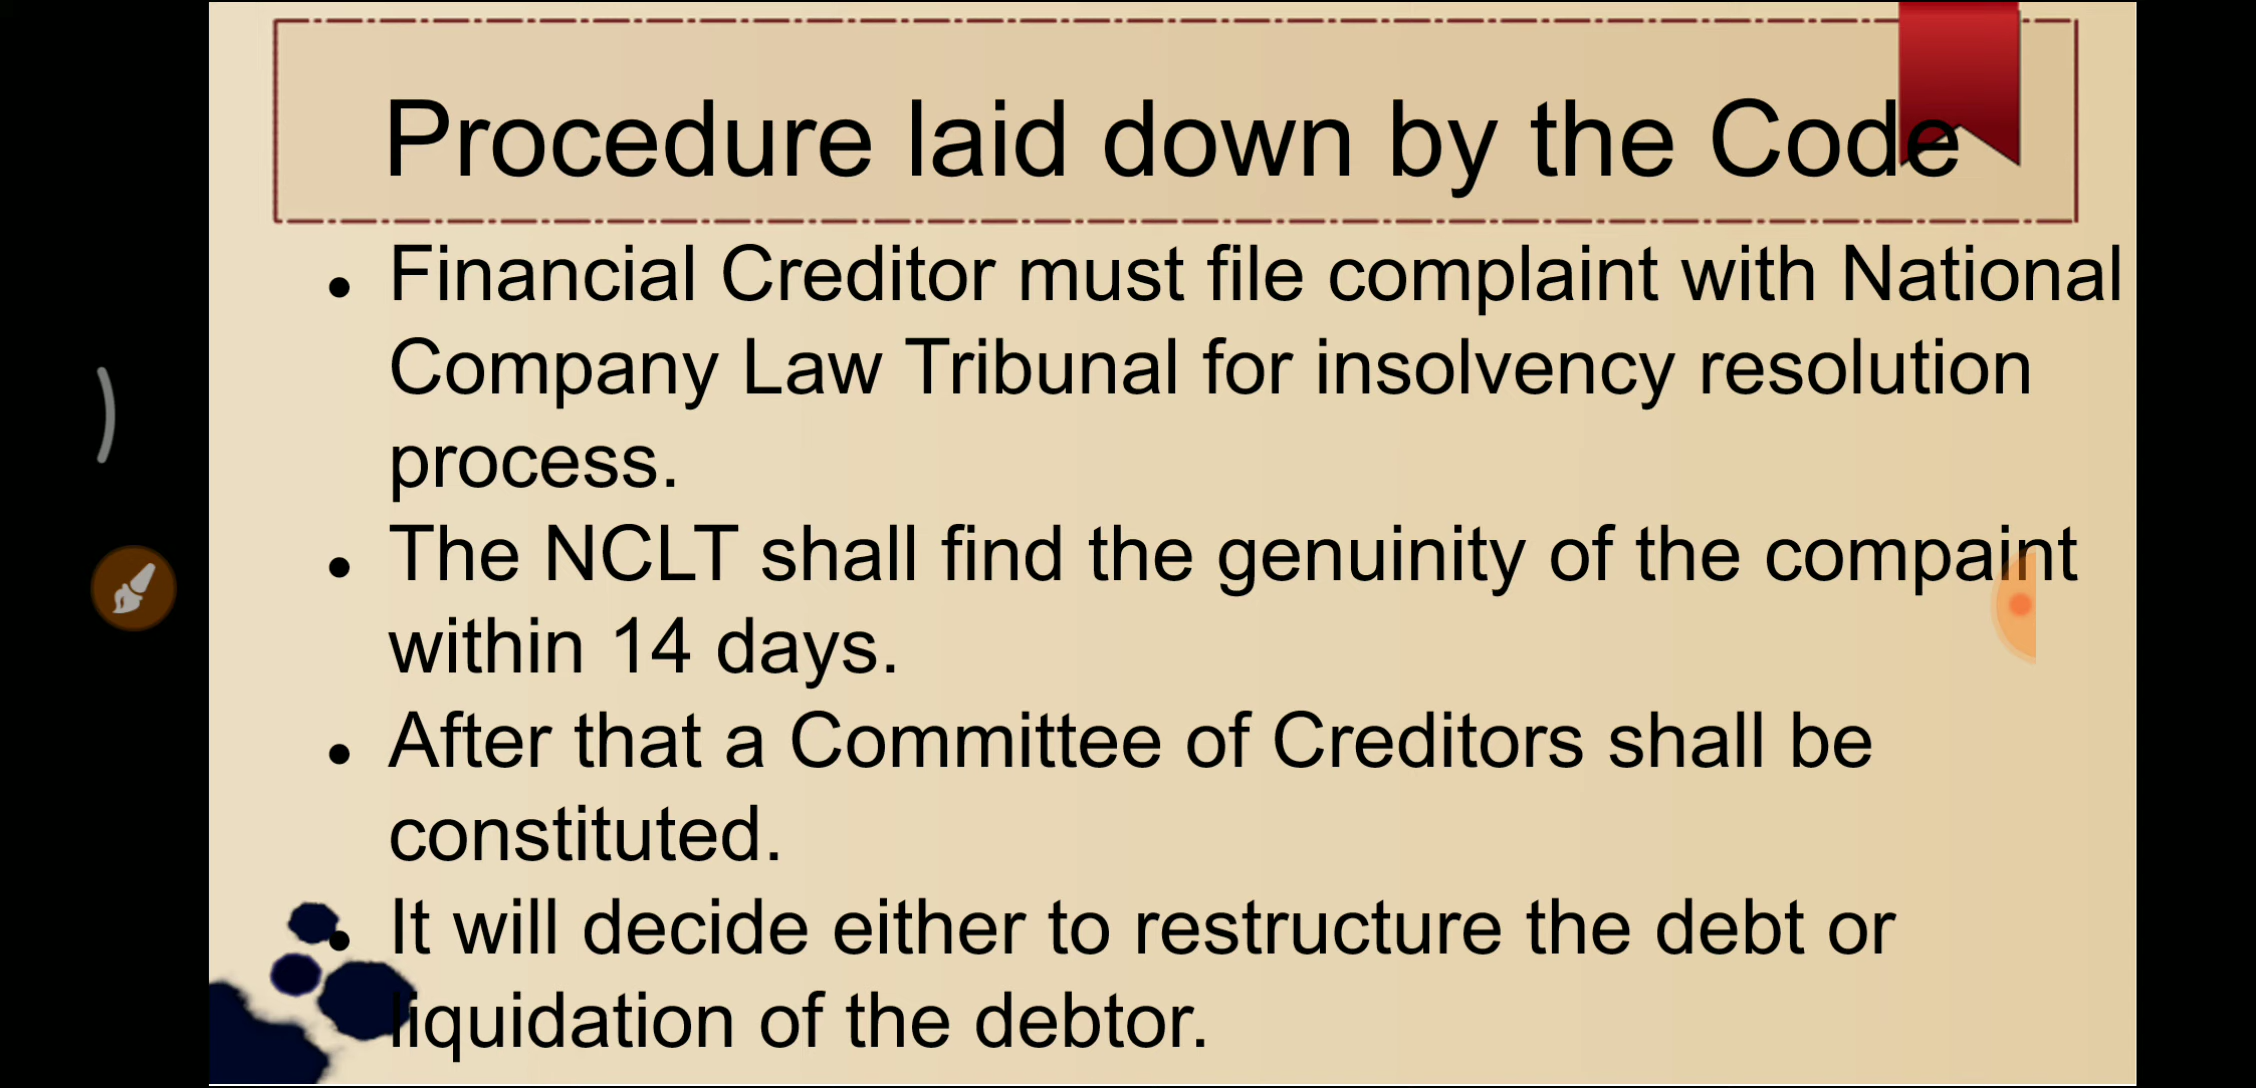 Procedure laid down by the Code
• Financial Creditor must file complaint with National
Company Law Tribunal for insolvency resolution
process.
• The NCLT shall find the genuinity of the compaint
within 14 days.
• After that a Committee of Creditors shall be
constituted.
• It will decide either to restructure the debt or
liquidation of the debtor.